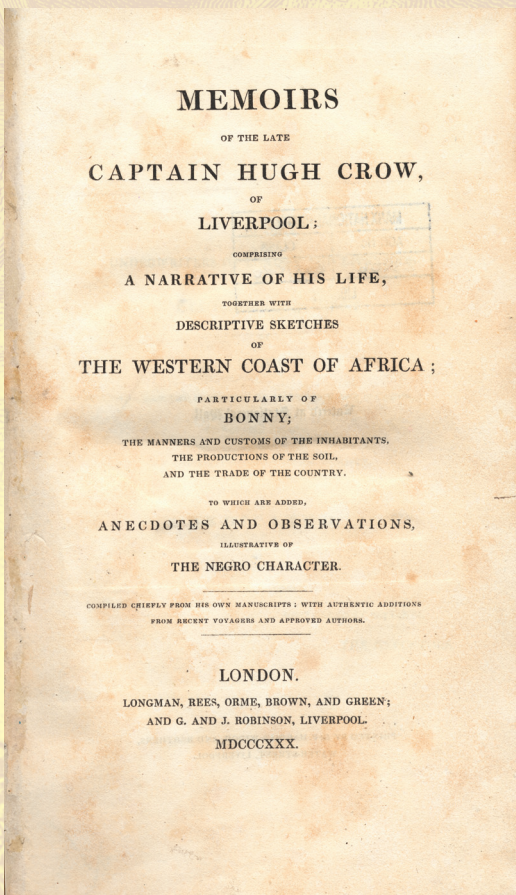 MEMOIRS
OF THE LATE
CAPTAIN HUGH CROW,
OF
LIVERPOOL;
COMPRISING
A NARRATIVE OF HIS LIFE,
TOGETHER WITH
DESCRIPTIVE SKETCHES
OF
THE WESTERN COAST OF AFRICA;
PARTICULARLY OF
BONNY;
THE MANNERS AND CUSTOMS OF THE INHABITANTS,
THE PRODUCTIONS OF THE SOIL,
AND THE TRADE OF THE COUNTRY.
TO WHICH ARE ADDED,
ANECDOTES AND OBSERVATIONS,
ILLUSTRATIVE OF
THE NEGRO CHARACTER.
COMPILED CHIEFLY FROM HIS OWN MANUSCRIPTS; WITH AUTHENTIC ADDITIONS
FROM RECENT VOYAGERS AND APPROVED AUTHORS.
LONDON.
LONGMAN, REES, ORME, BROWN, AND GREEN;
AND G. AND J. ROBINSON, LIVERPOOL.
MDCCCXXX.